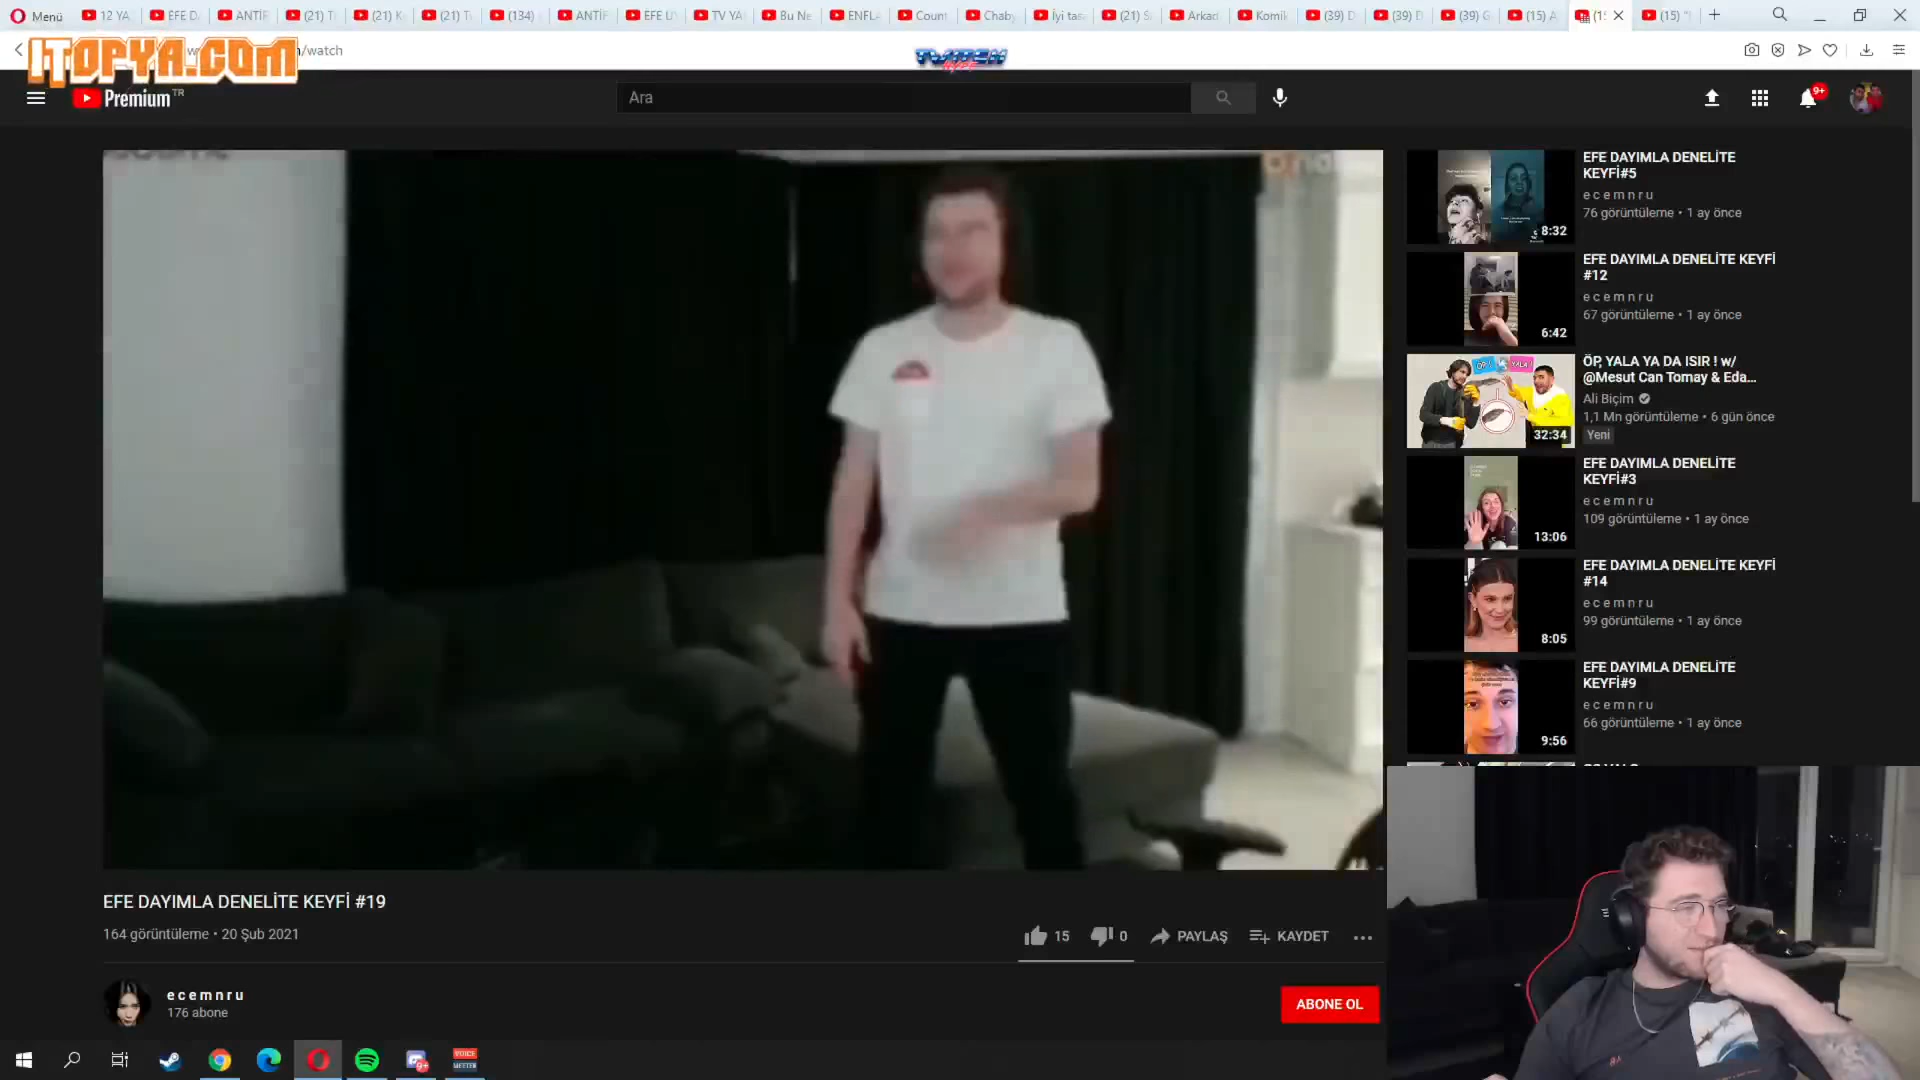 Menü
12 YA
EFE D
ANTİF
(21) T
(21) K
(21) T
(134)
ANTİF
EFE U
TV YA
Bu Ne
ENFL
Count
Chaby
İyi tas
(21) S
Arkad
Komik
(39) D
(39) D
(39) G
(15) A
(15) "
ITOPYA.COM
/watch
Premium TR
Ara
9+
EFE DAYIMLA DENELİTE
KEYFİ#5
e c e m n r u
76 görüntüleme • 1 ay önce
8:32
EFE DAYIMLA DENELİTE KEYFİ
#12
e c e m n r u
67 görüntüleme • 1 ay önce
6:42
ÖP, YALA YA DA ISIR ! w/
@Mesut Can Tomay & Eda...
Ali Biçim
1,1 Mn görüntüleme • 6 gün önce
Yeni
32:34
EFE DAYIMLA DENELİTE
KEYFİ#3
e c e m n r u
109 görüntüleme • 1 ay önce
13:06
EFE DAYIMLA DENELİTE KEYFİ
#14
e c e m n r u
99 görüntüleme • 1 ay önce
8:05
EFE DAYIMLA DENELİTE
KEYFİ#9
e c e m n r u
66 görüntüleme • 1 ay önce
9:56
EFE DAYIMLA DENELİTE KEYFİ #19
164 görüntüleme • 20 Şub 2021
15
0
PAYLAŞ
KAYDET
e c e m n r u
176 abone
ABONE OL
9+
VOICE
MEETER